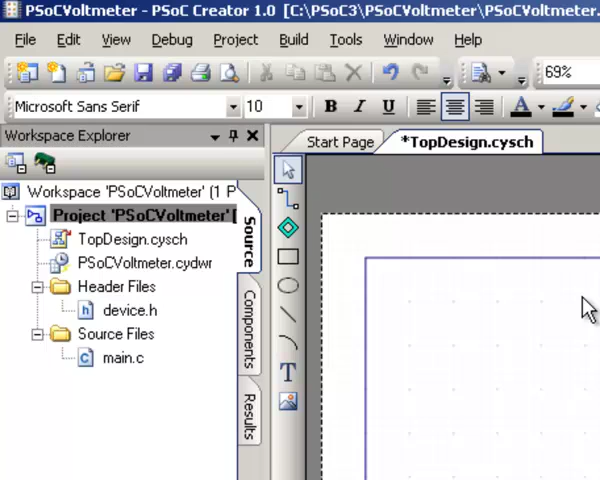 PSoCVoltmeter - PSoC Creator 1.0 [C:\PSoC3\PSoCVoltmeter\PSoCVoltmeter.
File Edit View Debug Project Build Tools Window Help
69%
Microsoft Sans Serif 10 B I U A
Workspace Explorer
Start Page *TopDesign.cysch
Workspace 'PSoCVoltmeter' (1 P
Project 'PSoCVoltmeter' [
TopDesign.cysch
PSoCVoltmeter.cydwr
Header Files
h device.h
Source Files
c main.c
Source
Components
Results
T